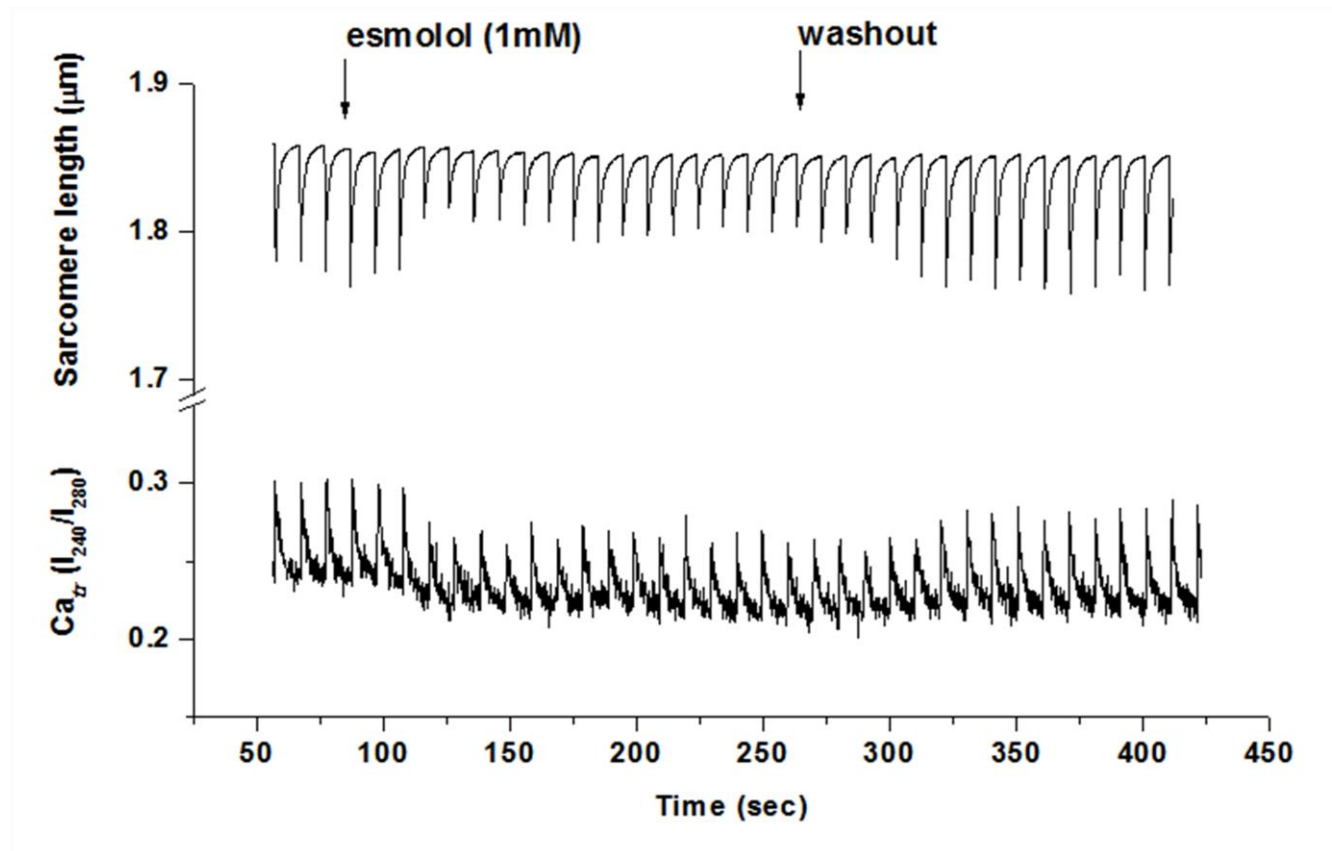 esmolol (1mM)
washout
Sarcomere length (μm)
1.9
1.8
1.7
Ca_tr (I_240/I_280)
0.3
0.2
50 100 150 200 250 300 350 400 450
Time (sec)